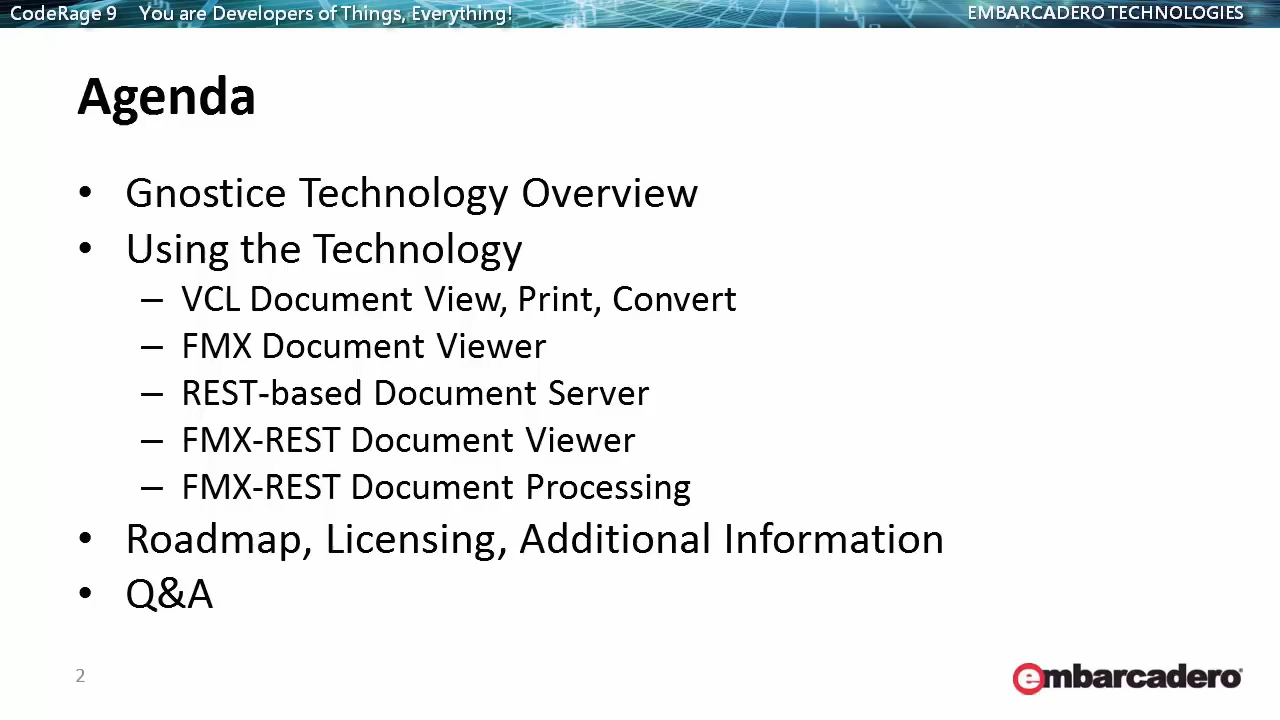 CodeRage 9 You are Developers of Things, Everything! EMBARCADERO TECHNOLOGIES
Agenda
• Gnostice Technology Overview
• Using the Technology
– VCL Document View, Print, Convert
– FMX Document Viewer
– REST-based Document Server
– FMX-REST Document Viewer
– FMX-REST Document Processing
• Roadmap, Licensing, Additional Information
• Q&A
2 embarcadero